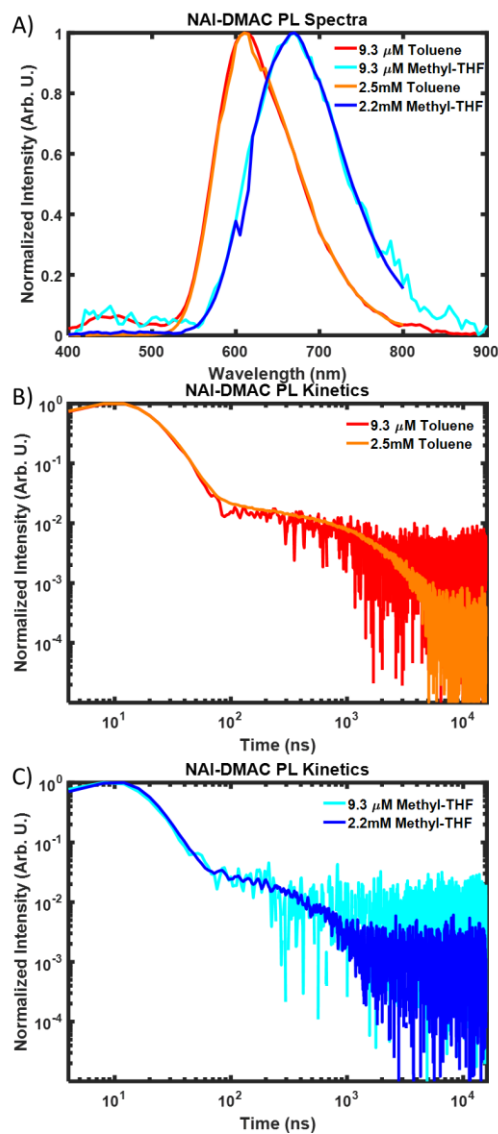 A)
NAI-DMAC PL Spectra
Normalized Intensity (Arb. U.)
1
0.8
0.6
0.4
0.2
0
9.3 μM Toluene
9.3 μM Methyl-THF
2.5mM Toluene
2.2mM Methyl-THF
400 500 600 700 800 900
Wavelength (nm)
B)
NAI-DMAC PL Kinetics
Normalized Intensity (Arb. U.)
10^0
10^-1
10^-2
10^-3
10^-4
9.3 μM Toluene
2.5mM Toluene
10^1 10^2 10^3 10^4
Time (ns)
C)
NAI-DMAC PL Kinetics
Normalized Intensity (Arb. U.)
10^0
10^-1
10^-2
10^-3
10^-4
9.3 μM Methyl-THF
2.2mM Methyl-THF
10^1 10^2 10^3 10^4
Time (ns)